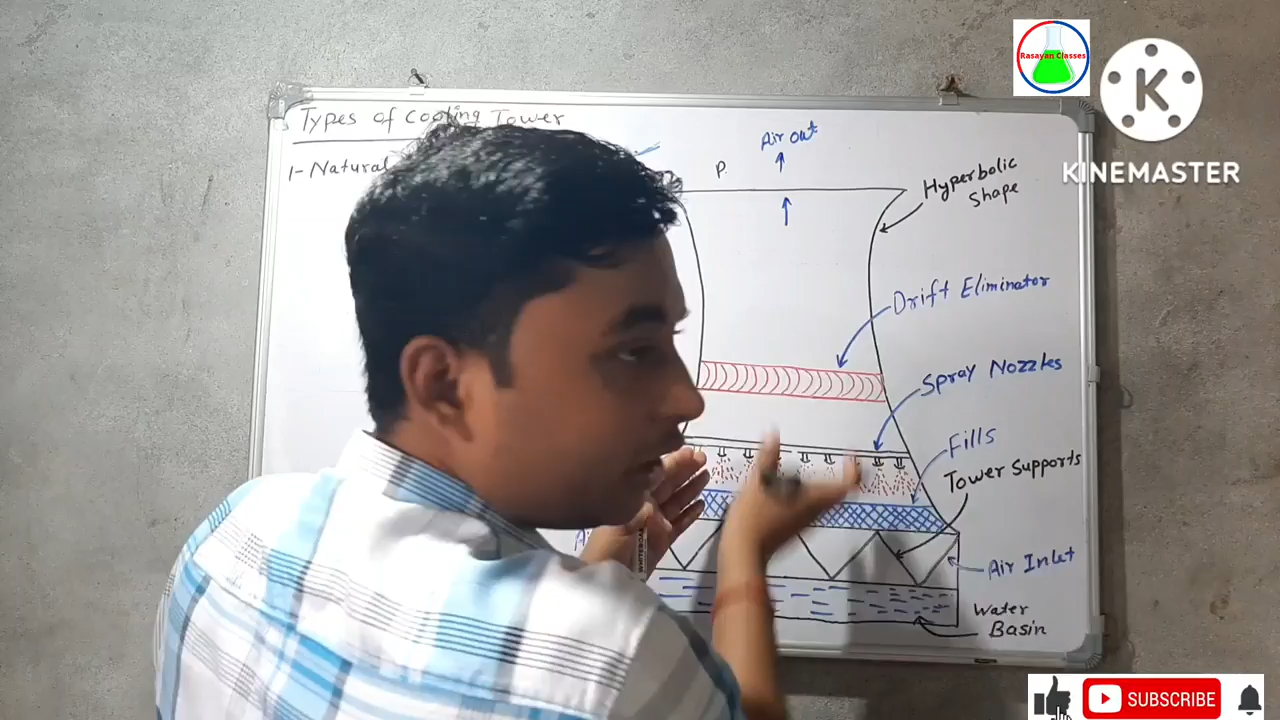 Rasayan Classes
K
KINEMASTER
Types of Cooling Tower
1- Natural
Air out
P.
Hyperbolic
Shape
Drift Eliminator
Spray Nozzles
Fills
Tower Supports
Air Inlet
Water
Basin
SUBSCRIBE